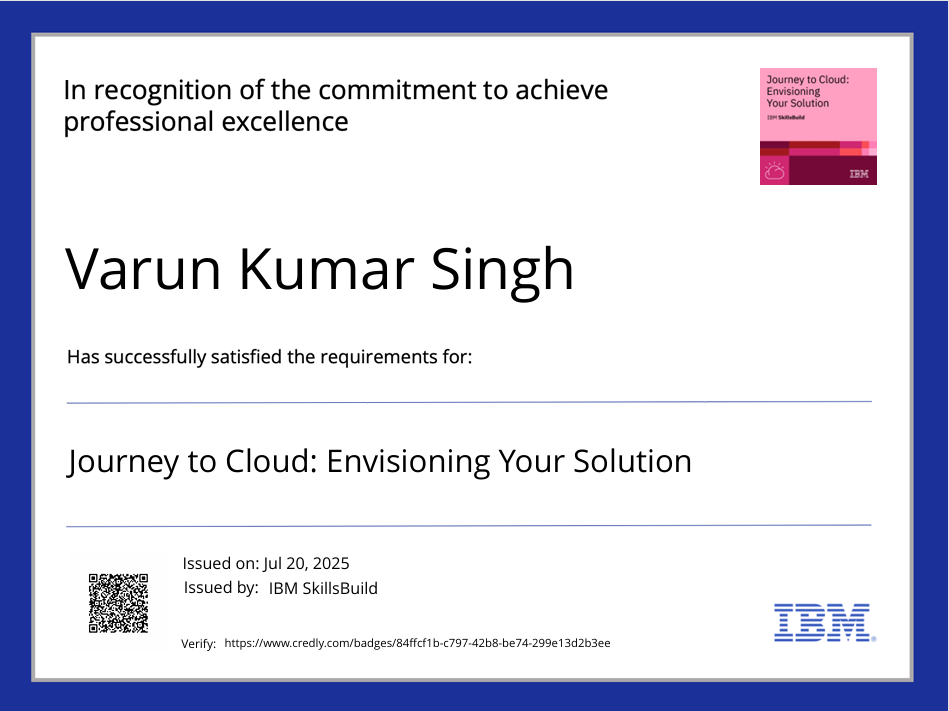 In recognition of the commitment to achieve
professional excellence
Journey to Cloud:
Envisioning
Your Solution
IBM SkillsBuild
IBM
Varun Kumar Singh
Has successfully satisfied the requirements for:
Journey to Cloud: Envisioning Your Solution
Issued on: Jul 20, 2025
Issued by: IBM SkillsBuild
Verify: https://www.credly.com/badges/84ffcf1b-c797-42b8-be74-299e13d2b3ee
IBM®